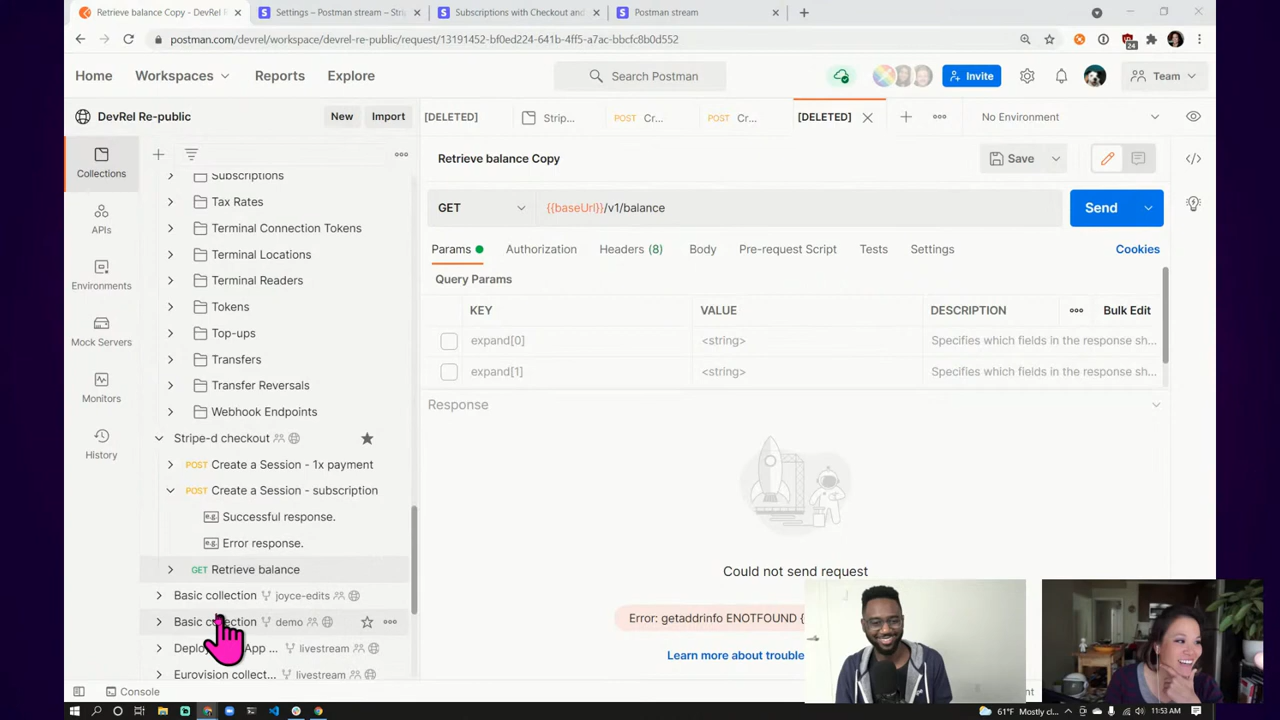 Retrieve balance Copy - DevRel R
Settings – Postman stream – Stri
Subscriptions with Checkout and
Postman stream
postman.com/devrel/workspace/devrel-re-public/request/13191452-bf0ed224-641b-4ff5-a7ac-bbcfc8b0d552
24
Home
Workspaces
Reports
Explore
Search Postman
Invite
Team
DevRel Re-public
New
Import
[DELETED]
Strip...
POST Cr...
POST Cr...
[DELETED]
No Environment
Collections
APIs
Environments
Mock Servers
Monitors
History
Subscriptions
Tax Rates
Terminal Connection Tokens
Terminal Locations
Terminal Readers
Tokens
Top-ups
Transfers
Transfer Reversals
Webhook Endpoints
Stripe-d checkout
POST Create a Session - 1x payment
POST Create a Session - subscription
e.g. Successful response.
e.g. Error response.
GET Retrieve balance
Basic collection joyce-edits
Basic collection demo
App ... livestream
Eurovision collect... livestream
Retrieve balance Copy
Save
GET
{{baseUrl}}/v1/balance
Send
Params
Authorization
Headers (8)
Body
Pre-request Script
Tests
Settings
Cookies
Query Params
KEY
VALUE
DESCRIPTION
Bulk Edit
expand[0]
<string>
Specifies which fields in the response sh...
expand[1]
<string>
Specifies which fields in the response sh...
Response
Could not send request
Error: getaddrinfo ENOTFOUND {
Learn more about trouble
Console
61°F Mostly cl...
11:53 AM